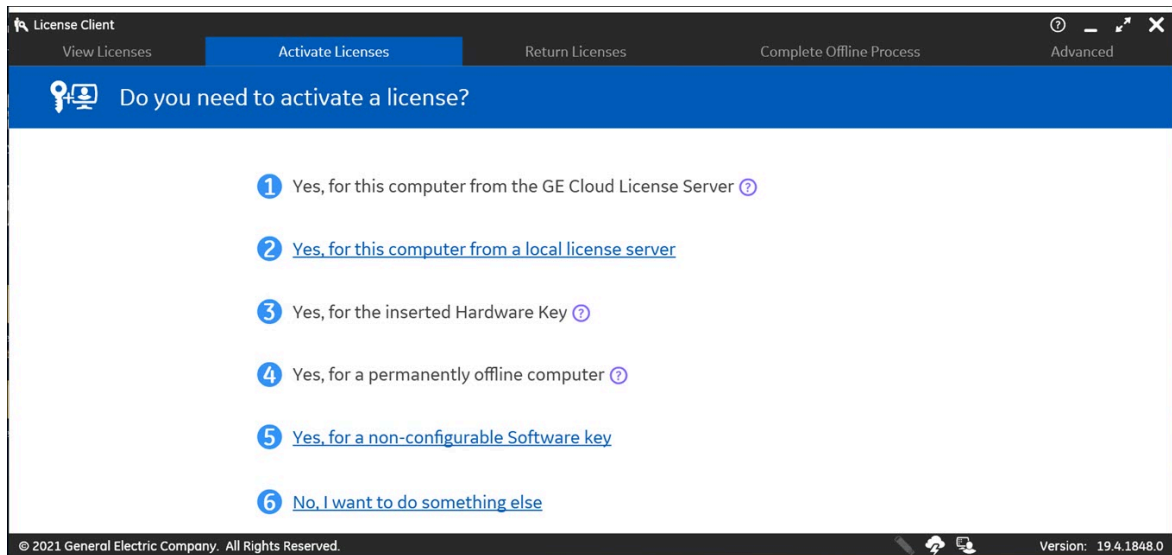 License Client
View Licenses
Activate Licenses
Return Licenses
Complete Offline Process
Advanced
Do you need to activate a license?
1 Yes, for this computer from the GE Cloud License Server ?
2 Yes, for this computer from a local license server
3 Yes, for the inserted Hardware Key ?
4 Yes, for a permanently offline computer ?
5 Yes, for a non-configurable Software key
6 No, I want to do something else
© 2021 General Electric Company. All Rights Reserved.
Version: 19.4.1848.0